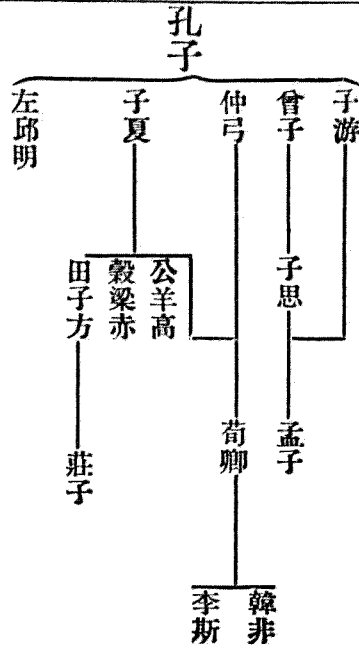 孔子
子游
曾子
仲弓
子夏
左邱明
子思
公羊高
穀梁赤
田子方
孟子
荀卿
莊子
韓非
李斯